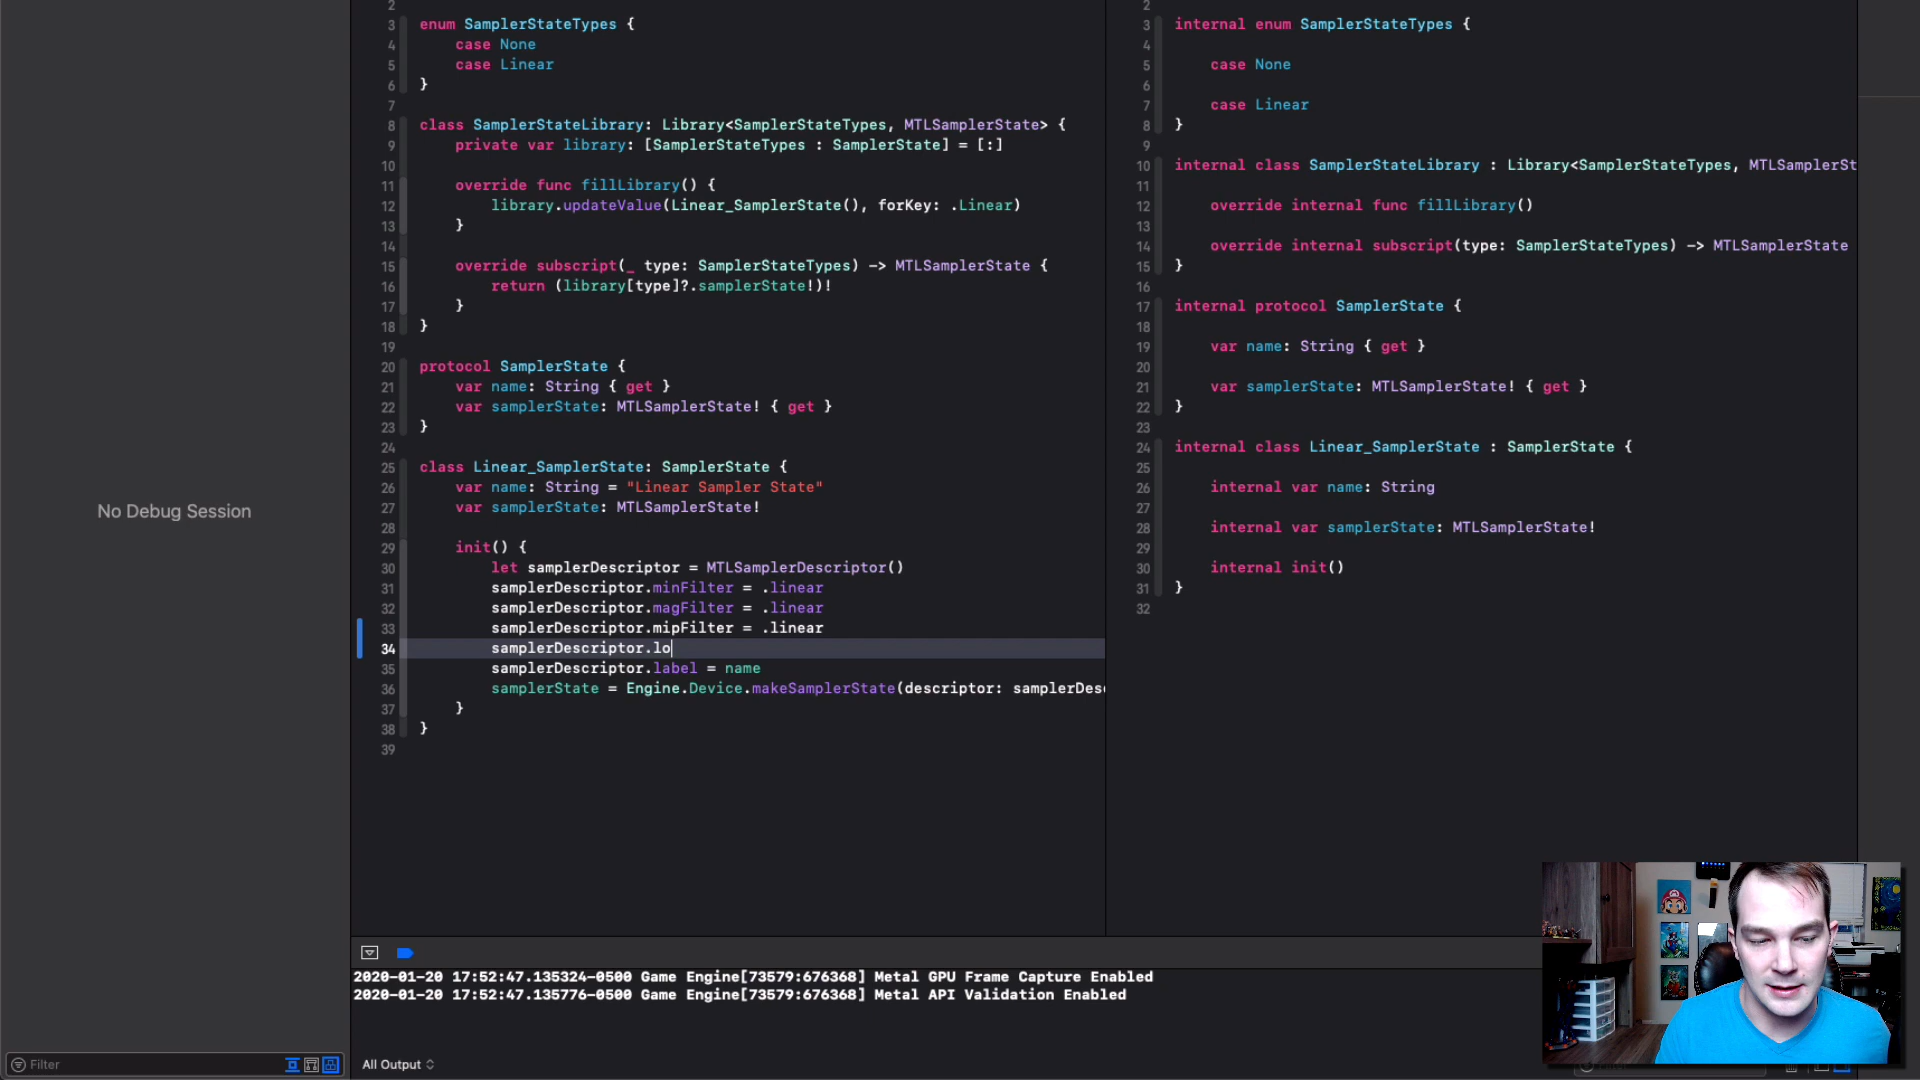 No Debug Session
Filter
2
3 enum SamplerStateTypes {
4 case None
5 case Linear
6 }
7
8 class SamplerStateLibrary: Library<SamplerStateTypes, MTLSamplerState> {
9 private var library: [SamplerStateTypes : SamplerState] = [:]
10
11 override func fillLibrary() {
12 library.updateValue(Linear_SamplerState(), forKey: .Linear)
13 }
14
15 override subscript(_ type: SamplerStateTypes) -> MTLSamplerState {
16 return (library[type]?.samplerState!)!
17 }
18 }
19
20 protocol SamplerState {
21 var name: String { get }
22 var samplerState: MTLSamplerState! { get }
23 }
24
25 class Linear_SamplerState: SamplerState {
26 var name: String = "Linear Sampler State"
27 var samplerState: MTLSamplerState!
28
29 init() {
30 let samplerDescriptor = MTLSamplerDescriptor()
31 samplerDescriptor.minFilter = .linear
32 samplerDescriptor.magFilter = .linear
33 samplerDescriptor.mipFilter = .linear
34 samplerDescriptor.lo
35 samplerDescriptor.label = name
36 samplerState = Engine.Device.makeSamplerState(descriptor: samplerDes
37 }
38 }
39
2
3 internal enum SamplerStateTypes {
4
5 case None
6
7 case Linear
8 }
9
10 internal class SamplerStateLibrary : Library<SamplerStateTypes, MTLSamplerSt
11
12 override internal func fillLibrary()
13
14 override internal subscript(type: SamplerStateTypes) -> MTLSamplerState
15 }
16
17 internal protocol SamplerState {
18
19 var name: String { get }
20
21 var samplerState: MTLSamplerState! { get }
22 }
23
24 internal class Linear_SamplerState : SamplerState {
25
26 internal var name: String
27
28 internal var samplerState: MTLSamplerState!
29
30 internal init()
31 }
32
2020-01-20 17:52:47.135324-0500 Game Engine[73579:676368] Metal GPU Frame Capture Enabled
2020-01-20 17:52:47.135776-0500 Game Engine[73579:676368] Metal API Validation Enabled
All Output